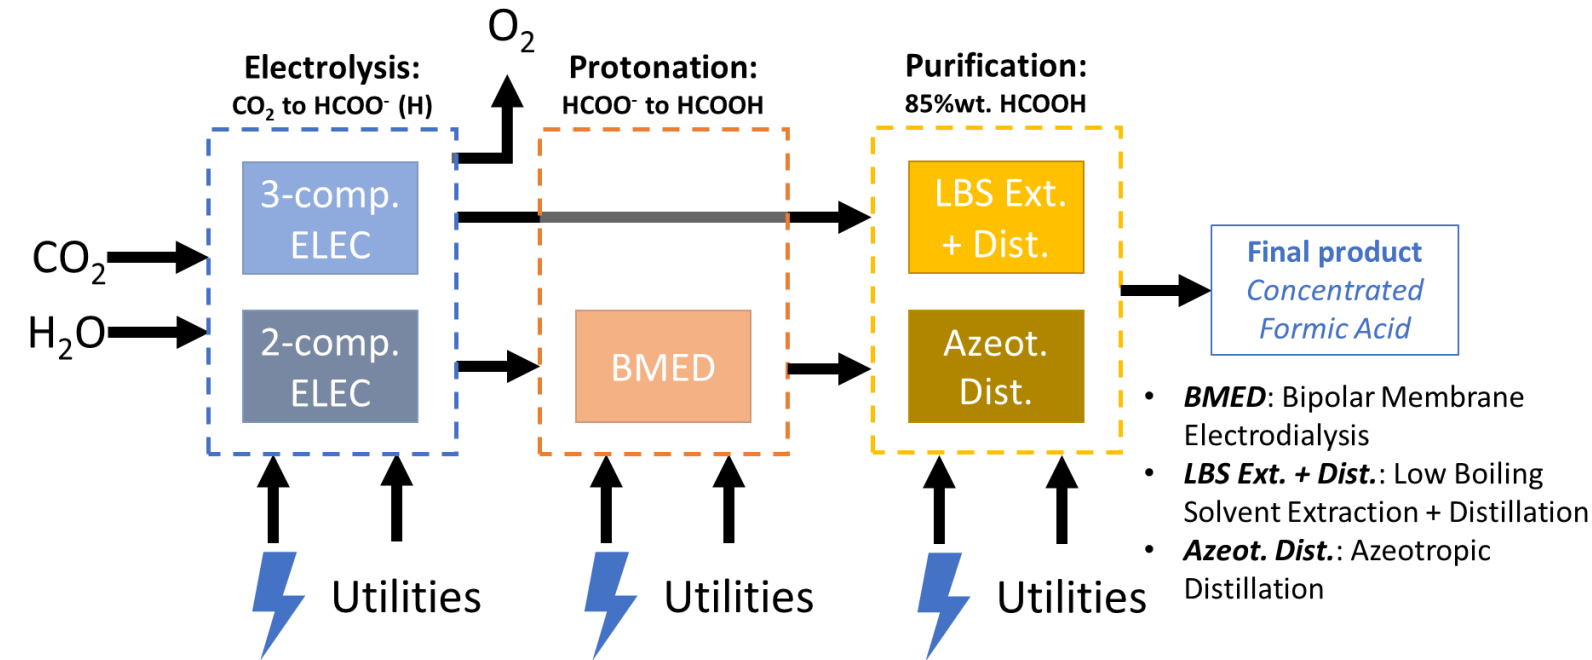 O₂
Electrolysis:
CO₂ to HCOO⁻ (H)
Protonation:
HCOO⁻ to HCOOH
Purification:
85%wt. HCOOH
3-comp.
ELEC
LBS Ext.
+ Dist.
CO₂
H₂O
2-comp.
ELEC
BMED
Azeot.
Dist.
Final product
Concentrated
Formic Acid
• BMED: Bipolar Membrane
Electrodialysis
• LBS Ext. + Dist.: Low Boiling
Solvent Extraction + Distillation
• Azeot. Dist.: Azeotropic
Distillation
Utilities
Utilities
Utilities